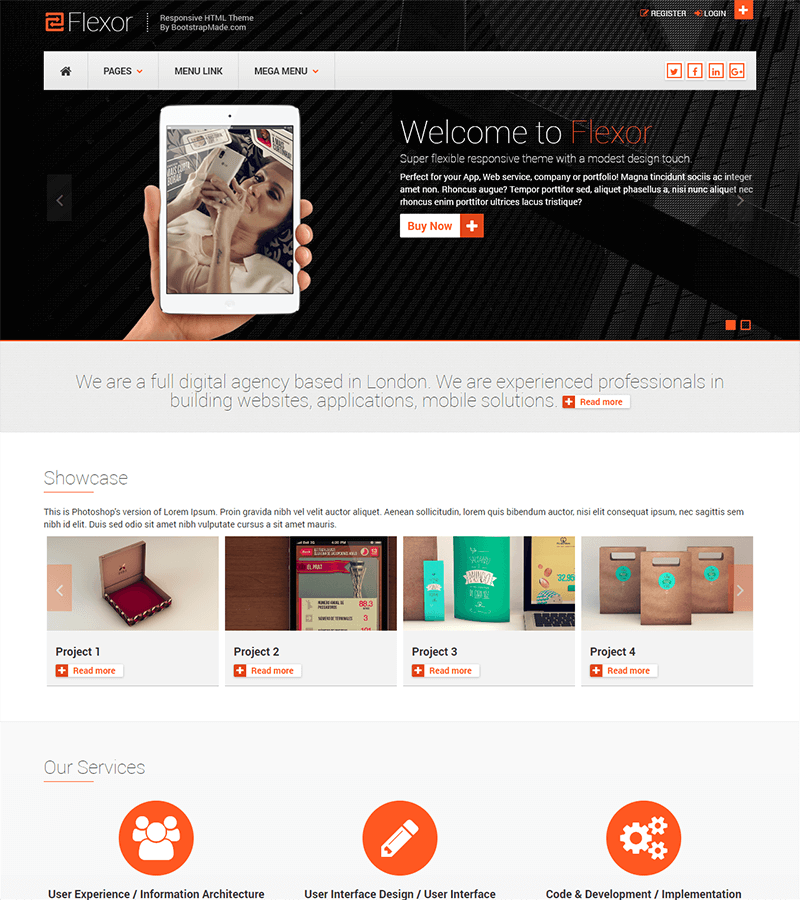 Flexor
Responsive HTML Theme
By BootstrapMade.com
REGISTER
LOGIN
PAGES
MENU LINK
MEGA MENU
Welcome to Flexor
Super flexible responsive theme with a modest design touch.
Perfect for your App, Web service, company or portfolio! Magna tincidunt sociis ac integer
amet non. Rhoncus augue? Tempor porttitor sed, aliquet phasellus a, nisi nunc aliquet nec
rhoncus enim porttitor ultrices lacus tristique?
Buy Now
We are a full digital agency based in London. We are experienced professionals in
building websites, applications, mobile solutions.
Read more
Showcase
This is Photoshop's version of Lorem Ipsum. Proin gravida nibh vel velit auctor aliquet. Aenean sollicitudin, lorem quis bibendum auctor, nisi elit consequat ipsum, nec sagittis sem
nibh id elit. Duis sed odio sit amet nibh vulputate cursus a sit amet mauris.
EL PRAT
88,3
3
32,95
Project 1
Read more
Project 2
Read more
Project 3
Read more
Project 4
Read more
Our Services
User Experience / Information Architecture
User Interface Design / User Interface
Code & Development / Implementation